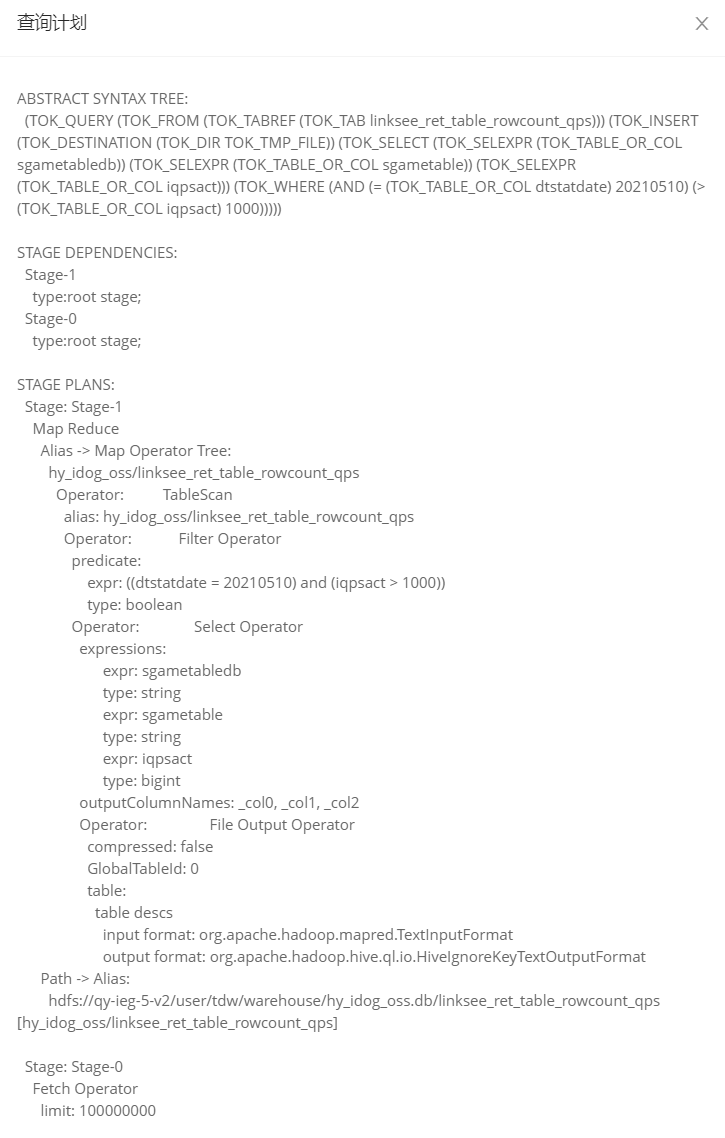 查询计划
ABSTRACT SYNTAX TREE:
(TOK_QUERY (TOK_FROM (TOK_TABREF (TOK_TAB linksee_ret_table_rowcount_qps))) (TOK_INSERT
(TOK_DESTINATION (TOK_DIR TOK_TMP_FILE)) (TOK_SELECT (TOK_SELEXPR (TOK_TABLE_OR_COL
sgametabledb)) (TOK_SELEXPR (TOK_TABLE_OR_COL sgametable)) (TOK_SELEXPR
(TOK_TABLE_OR_COL iqpsact))) (TOK_WHERE (AND (= (TOK_TABLE_OR_COL dtstatdate) 20210510) (>
(TOK_TABLE_OR_COL iqpsact) 1000)))))
STAGE DEPENDENCIES:
Stage-1
type:root stage;
Stage-0
type:root stage;
STAGE PLANS:
Stage: Stage-1
Map Reduce
Alias -> Map Operator Tree:
hy_idog_oss/linksee_ret_table_rowcount_qps
Operator: TableScan
alias: hy_idog_oss/linksee_ret_table_rowcount_qps
Operator: Filter Operator
predicate:
expr: ((dtstatdate = 20210510) and (iqpsact > 1000))
type: boolean
Operator: Select Operator
expressions:
expr: sgametabledb
type: string
expr: sgametable
type: string
expr: iqpsact
type: bigint
outputColumnNames: _col0, _col1, _col2
Operator: File Output Operator
compressed: false
GlobalTableId: 0
table:
table descs
input format: org.apache.hadoop.mapred.TextInputFormat
output format: org.apache.hadoop.hive.ql.io.HiveIgnoreKeyTextOutputFormat
Path -> Alias:
hdfs://qy-ieg-5-v2/user/tdw/warehouse/hy_idog_oss.db/linksee_ret_table_rowcount_qps
[hy_idog_oss/linksee_ret_table_rowcount_qps]
Stage: Stage-0
Fetch Operator
limit: 100000000